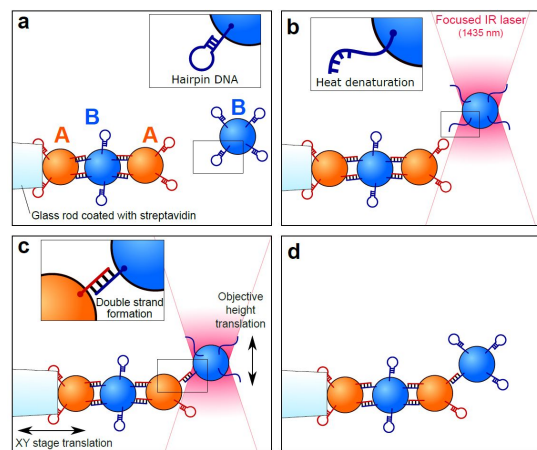 a
Hairpin DNA
A
B
A
B
Glass rod coated with streptavidin
b
Focused IR laser
(1435 nm)
Heat denaturation
c
Double strand
formation
Objective
height
translation
XY stage translation
d